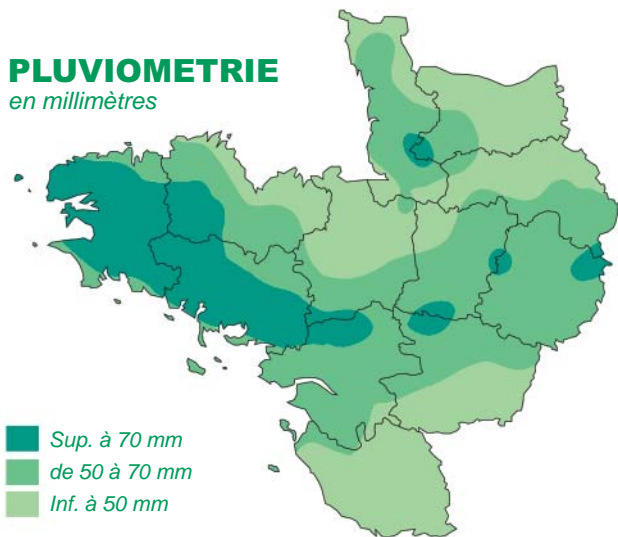 PLUVIOMETRIE
en millimètres
Sup. à 70 mm
de 50 à 70 mm
Inf. à 50 mm